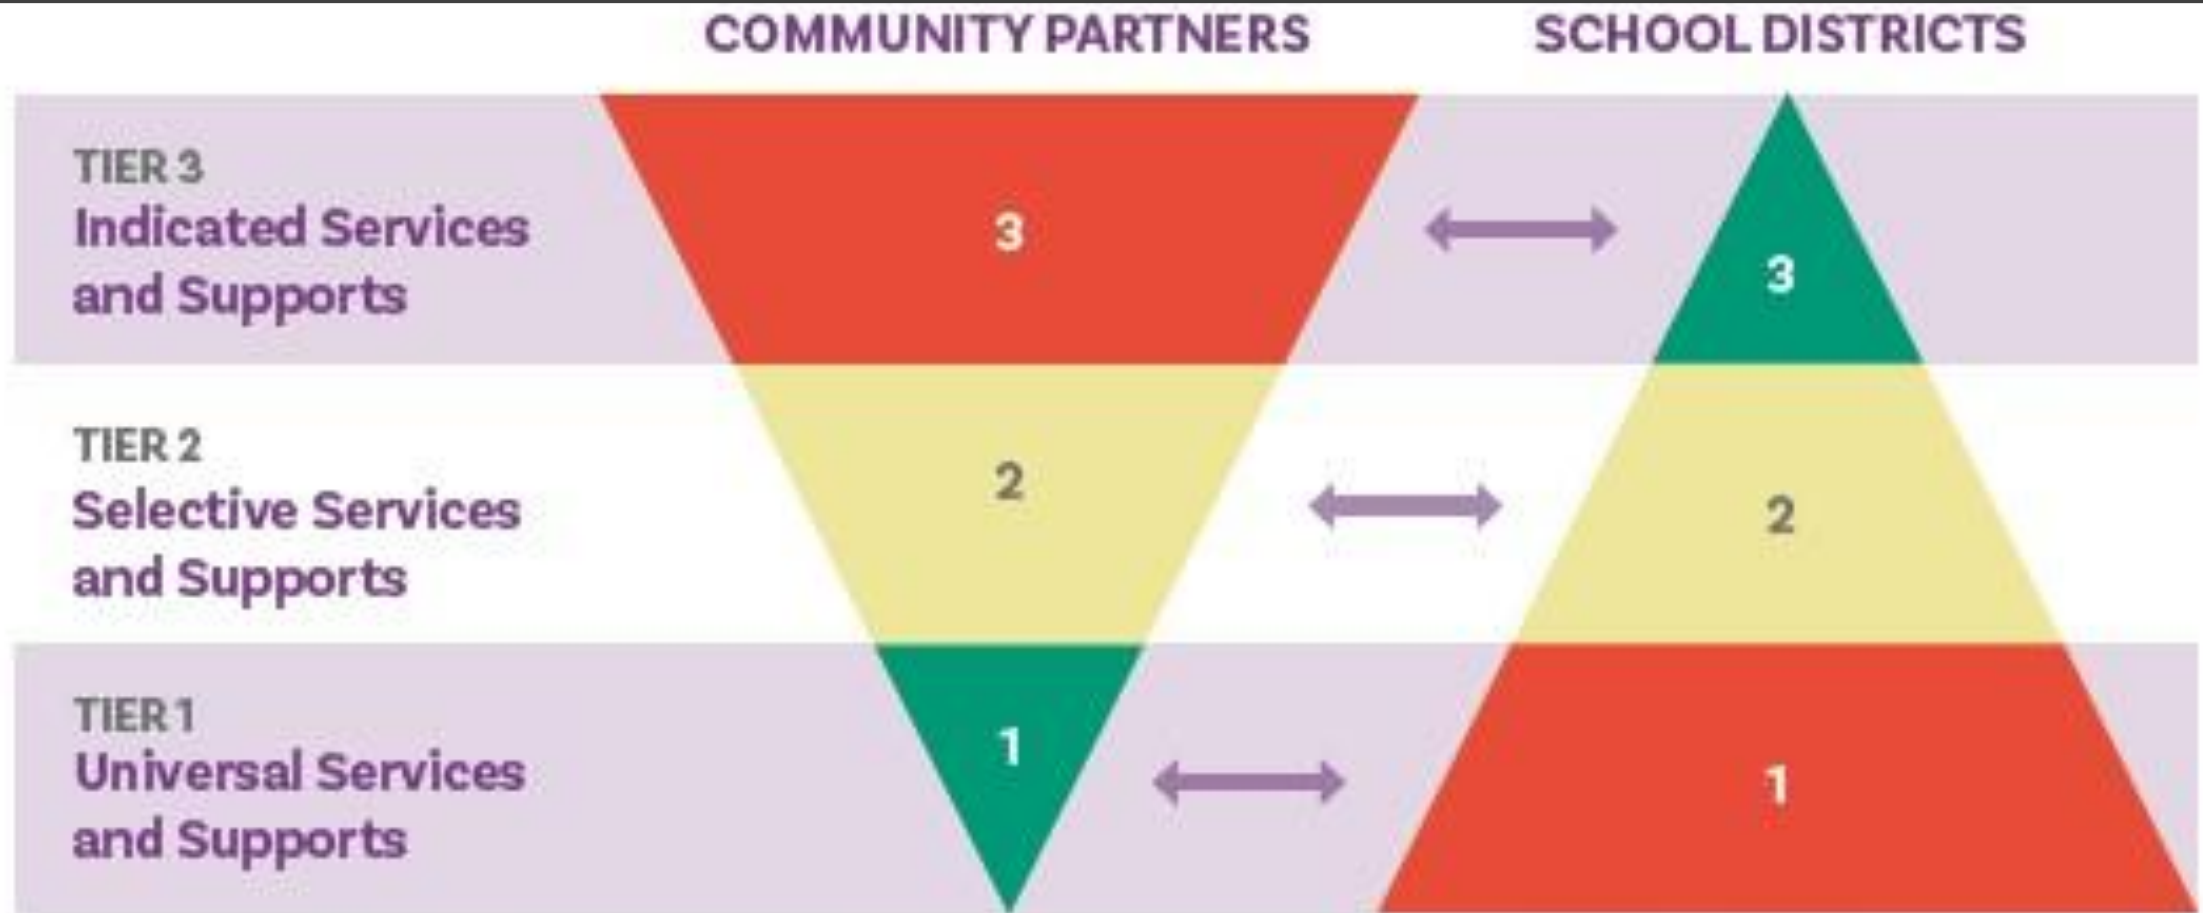 COMMUNITY PARTNERS
SCHOOL DISTRICTS
TIER 3
Indicated Services
and Supports
3
3
TIER 2
Selective Services
and Supports
2
2
TIER 1
Universal Services
and Supports
1
1